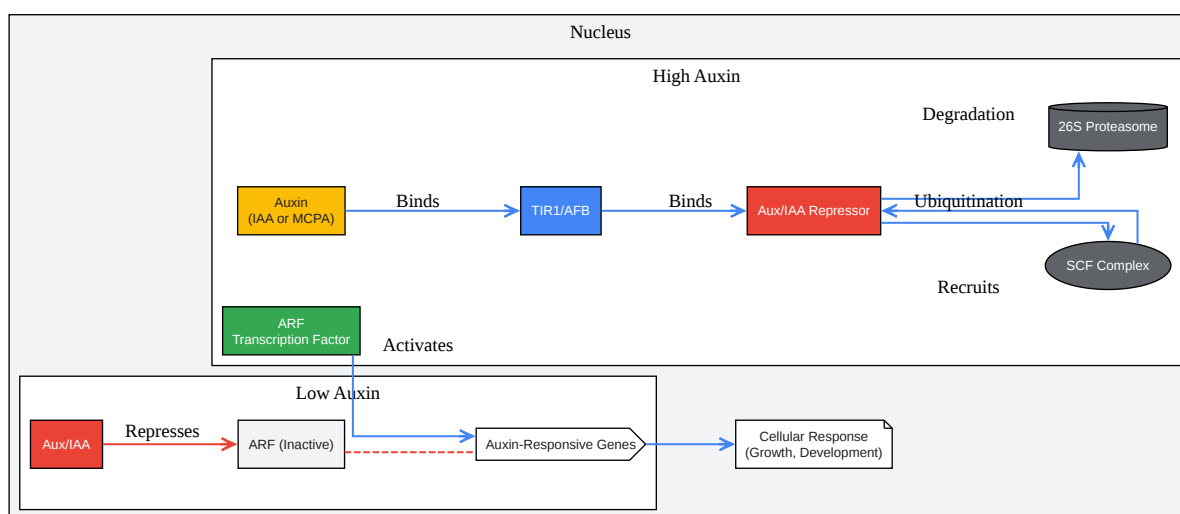 Nucleus
High Auxin
Degradation
26S Proteasome
Auxin
(IAA or MCPA)
Binds
TIR1/AFB
Binds
Aux/IAA Repressor
Ubiquitination
SCF Complex
Recruits
ARF
Transcription Factor
Activates
Low Auxin
Aux/IAA
Represses
ARF (Inactive)
Auxin-Responsive Genes
Cellular Response
(Growth, Development)